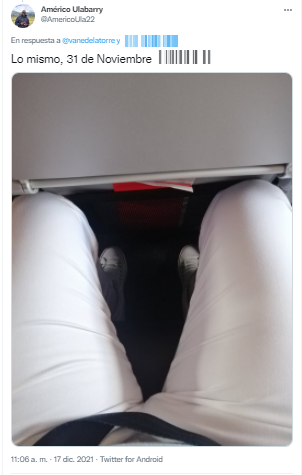 Américo Ulabarry
@AmericoUla22
En respuesta a @vanedelatorre y
Lo mismo, 31 de Noviembre
11:06 a. m. · 17 dic. 2021 · Twitter for Android